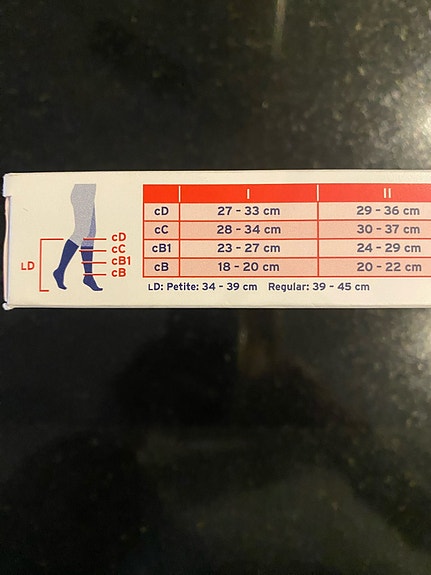 I II
cD 27 - 33 cm 29 - 36 cm
cC 28 - 34 cm 30 - 37 cm
cB1 23 - 27 cm 24 - 29 cm
cB 18 - 20 cm 20 - 22 cm
LD: Petite: 34 - 39 cm Regular: 39 - 45 cm
cD
cC
LD
cB1
cB